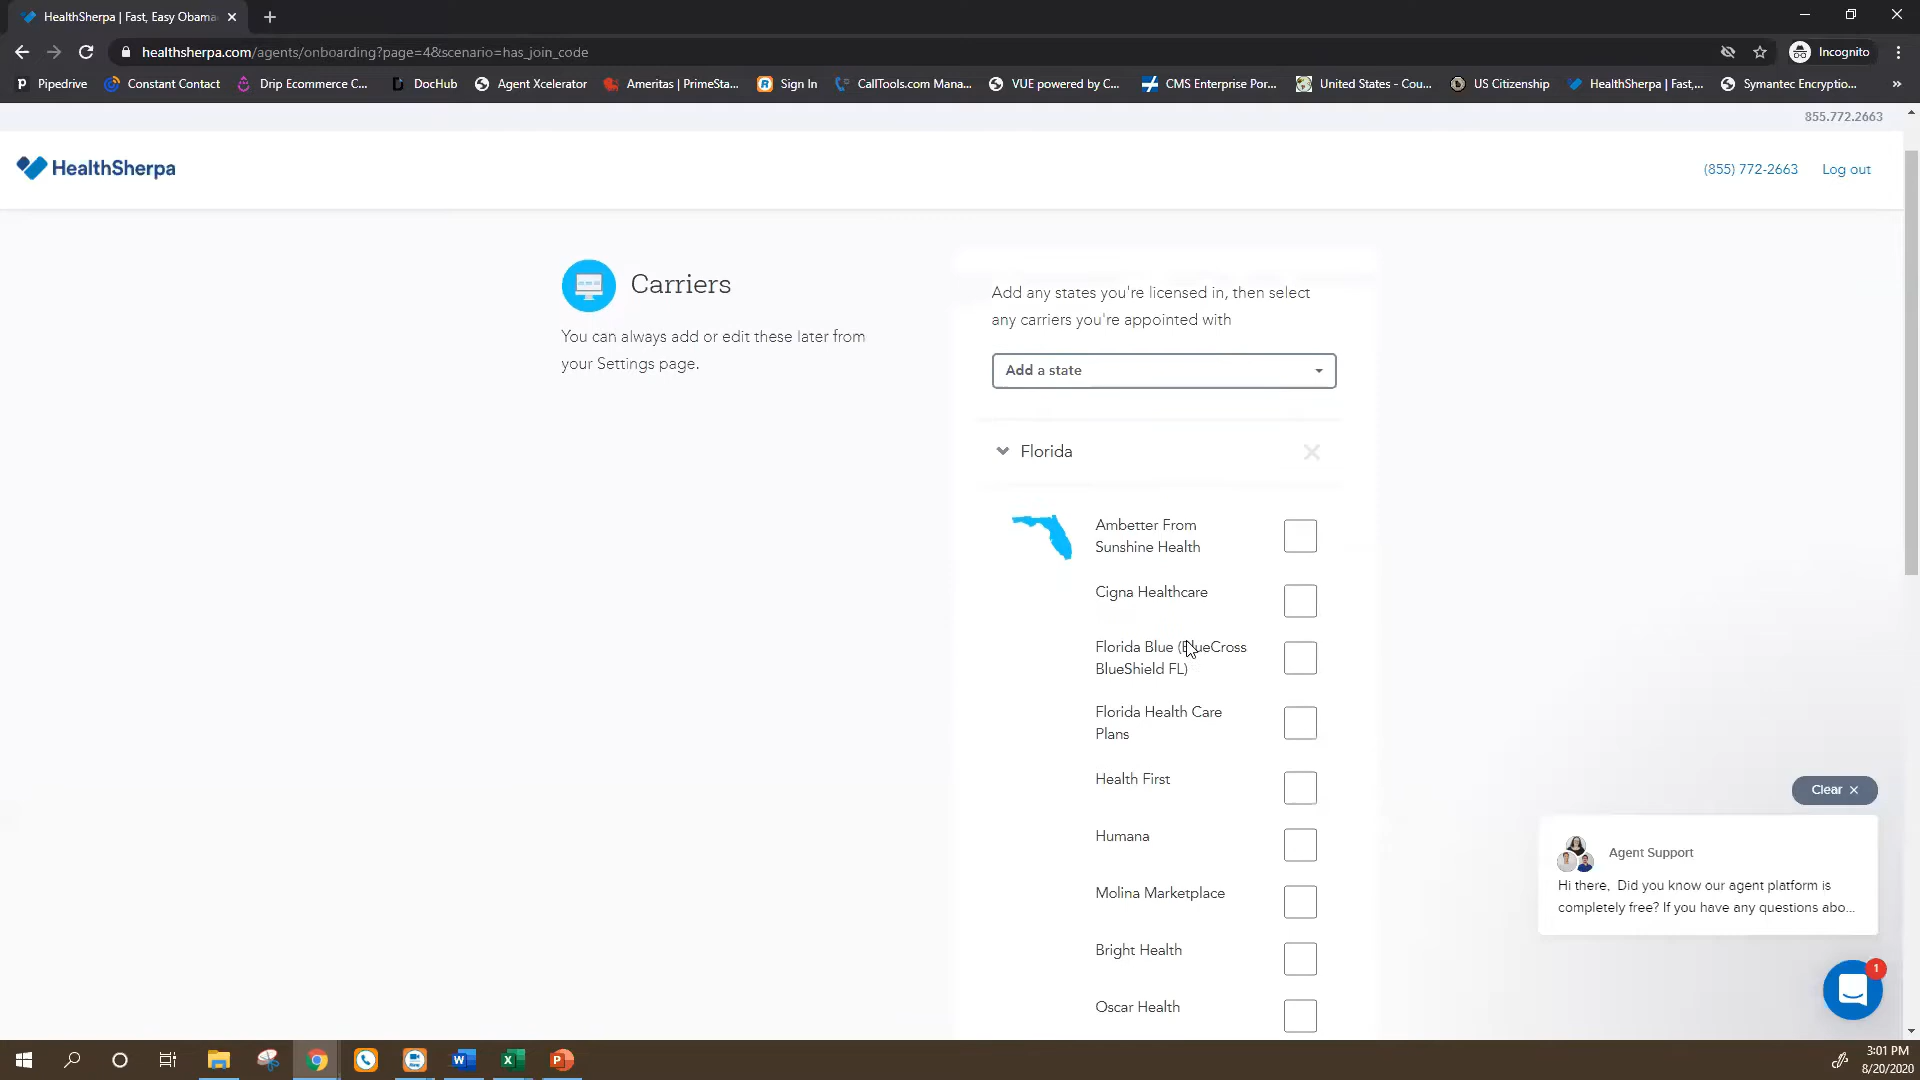 HealthSherpa | Fast, Easy Obama
healthsherpa.com/agents/onboarding?page=4&scenario=has_join_code
Incognito
Pipedrive
Constant Contact
Drip Ecommerce C...
DocHub
Agent Xcelerator
Ameritas | PrimeSta...
Sign In
CallTools.com Mana...
VUE powered by C...
CMS Enterprise Por...
United States - Cou...
US Citizenship
HealthSherpa | Fast,...
Symantec Encryptio...
»
855.772.2663
HealthSherpa
(855) 772-2663
Log out
Carriers
You can always add or edit these later from
your Settings page.
Add any states you're licensed in, then select
any carriers you're appointed with
Add a state
Florida
Ambetter From
Sunshine Health
Cigna Healthcare
Florida Blue (BlueCross
BlueShield FL)
Florida Health Care
Plans
Health First
Humana
Molina Marketplace
Bright Health
Oscar Health
Clear
Agent Support
Hi there, Did you know our agent platform is
completely free? If you have any questions abo...
1
3:01 PM
8/20/2020